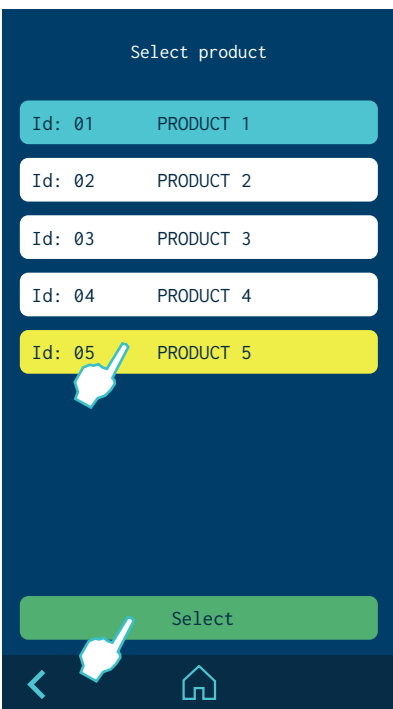 Select product
Id: 01 PRODUCT 1
Id: 02 PRODUCT 2
Id: 03 PRODUCT 3
Id: 04 PRODUCT 4
Id: 05 PRODUCT 5
Select